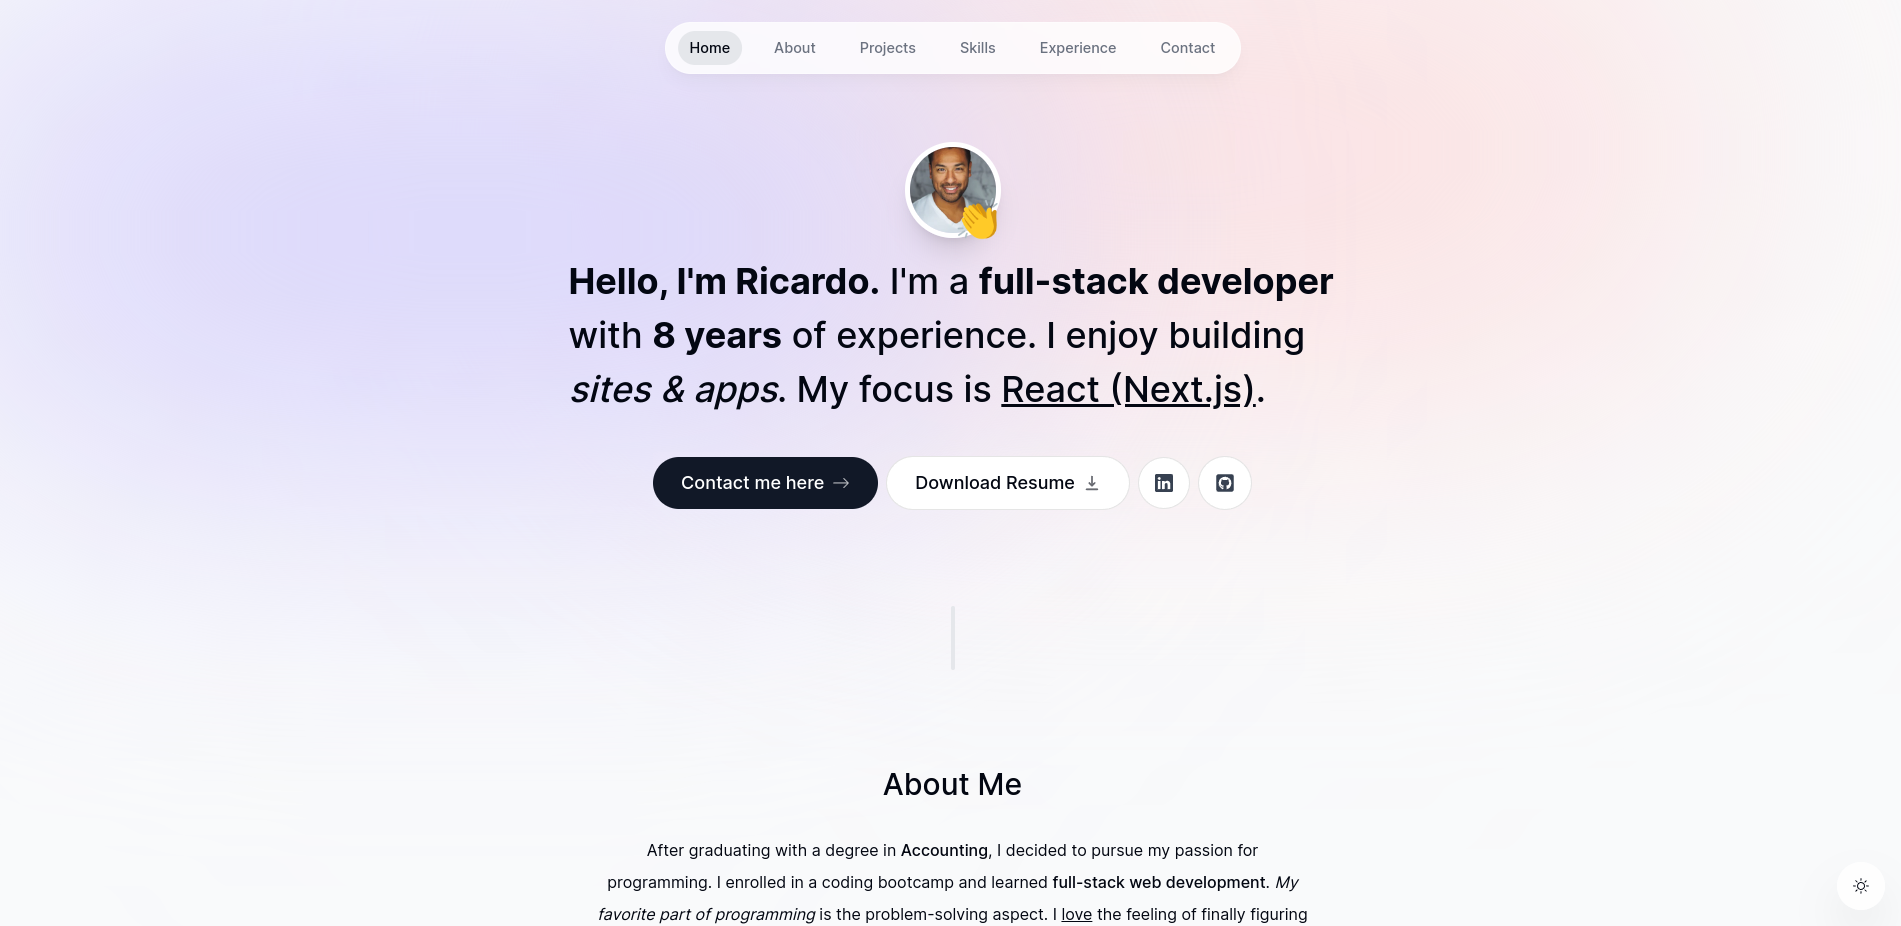 Home About Projects Skills Experience Contact
Hello, I'm Ricardo. I'm a full-stack developer
with 8 years of experience. I enjoy building
sites & apps. My focus is React (Next.js).
Contact me here Download Resume
About Me
After graduating with a degree in Accounting, I decided to pursue my passion for
programming. I enrolled in a coding bootcamp and learned full-stack web development. My
favorite part of programming is the problem-solving aspect. I love the feeling of finally figuring